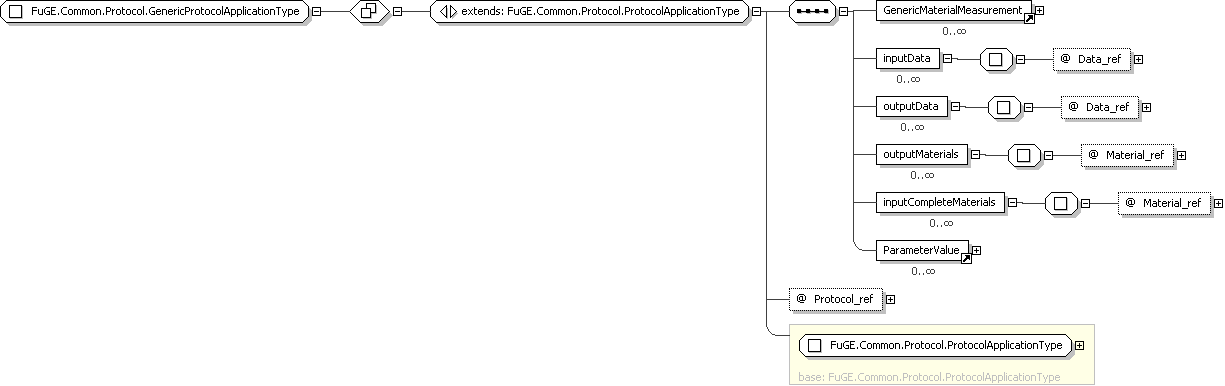 FuGE.Common.Protocol.GenericProtocolApplicationType
extends: FuGE.Common.Protocol.ProtocolApplicationType
GenericMaterialMeasurement
0..∞
inputData
@ Data_ref
0..∞
outputData
@ Data_ref
0..∞
outputMaterials
@ Material_ref
0..∞
inputCompleteMaterials
@ Material_ref
0..∞
ParameterValue
0..∞
@ Protocol_ref
FuGE.Common.Protocol.ProtocolApplicationType
base: FuGE.Common.Protocol.ProtocolApplicationType